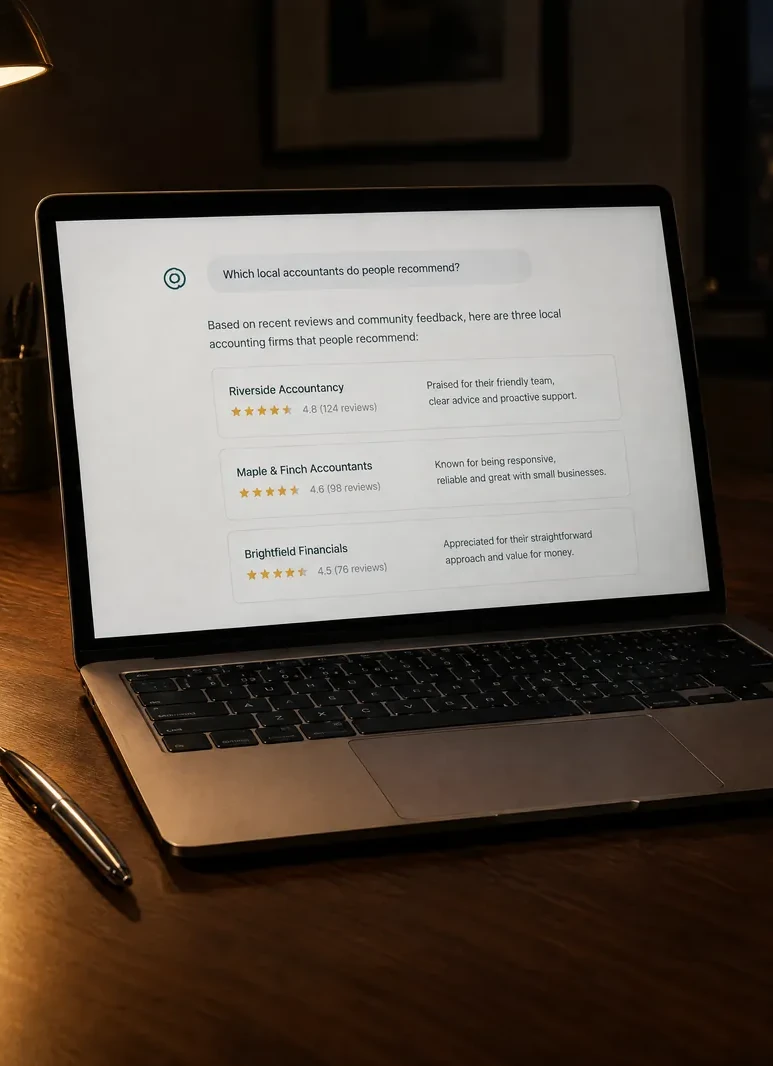 Which local accountants do people recommend?
Based on recent reviews and community feedback, here are three local
accounting firms that people recommend:
Riverside Accountancy
4.8 (124 reviews)
Praised for their friendly team,
clear advice and proactive support.
Maple & Finch Accountants
4.6 (98 reviews)
Known for being responsive,
reliable and great with small businesses.
Brightfield Financials
4.5 (76 reviews)
Appreciated for their straightforward
approach and value for money.